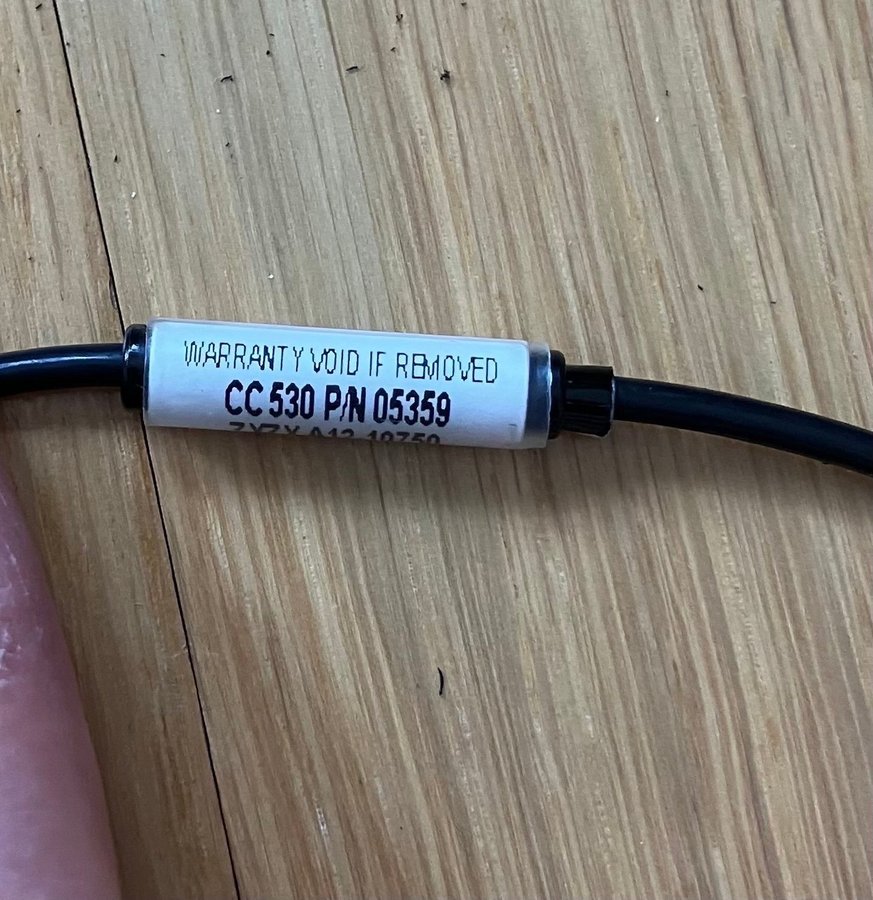 WARRANTY VOID IF REMOVED
CC 530 P/N 05359